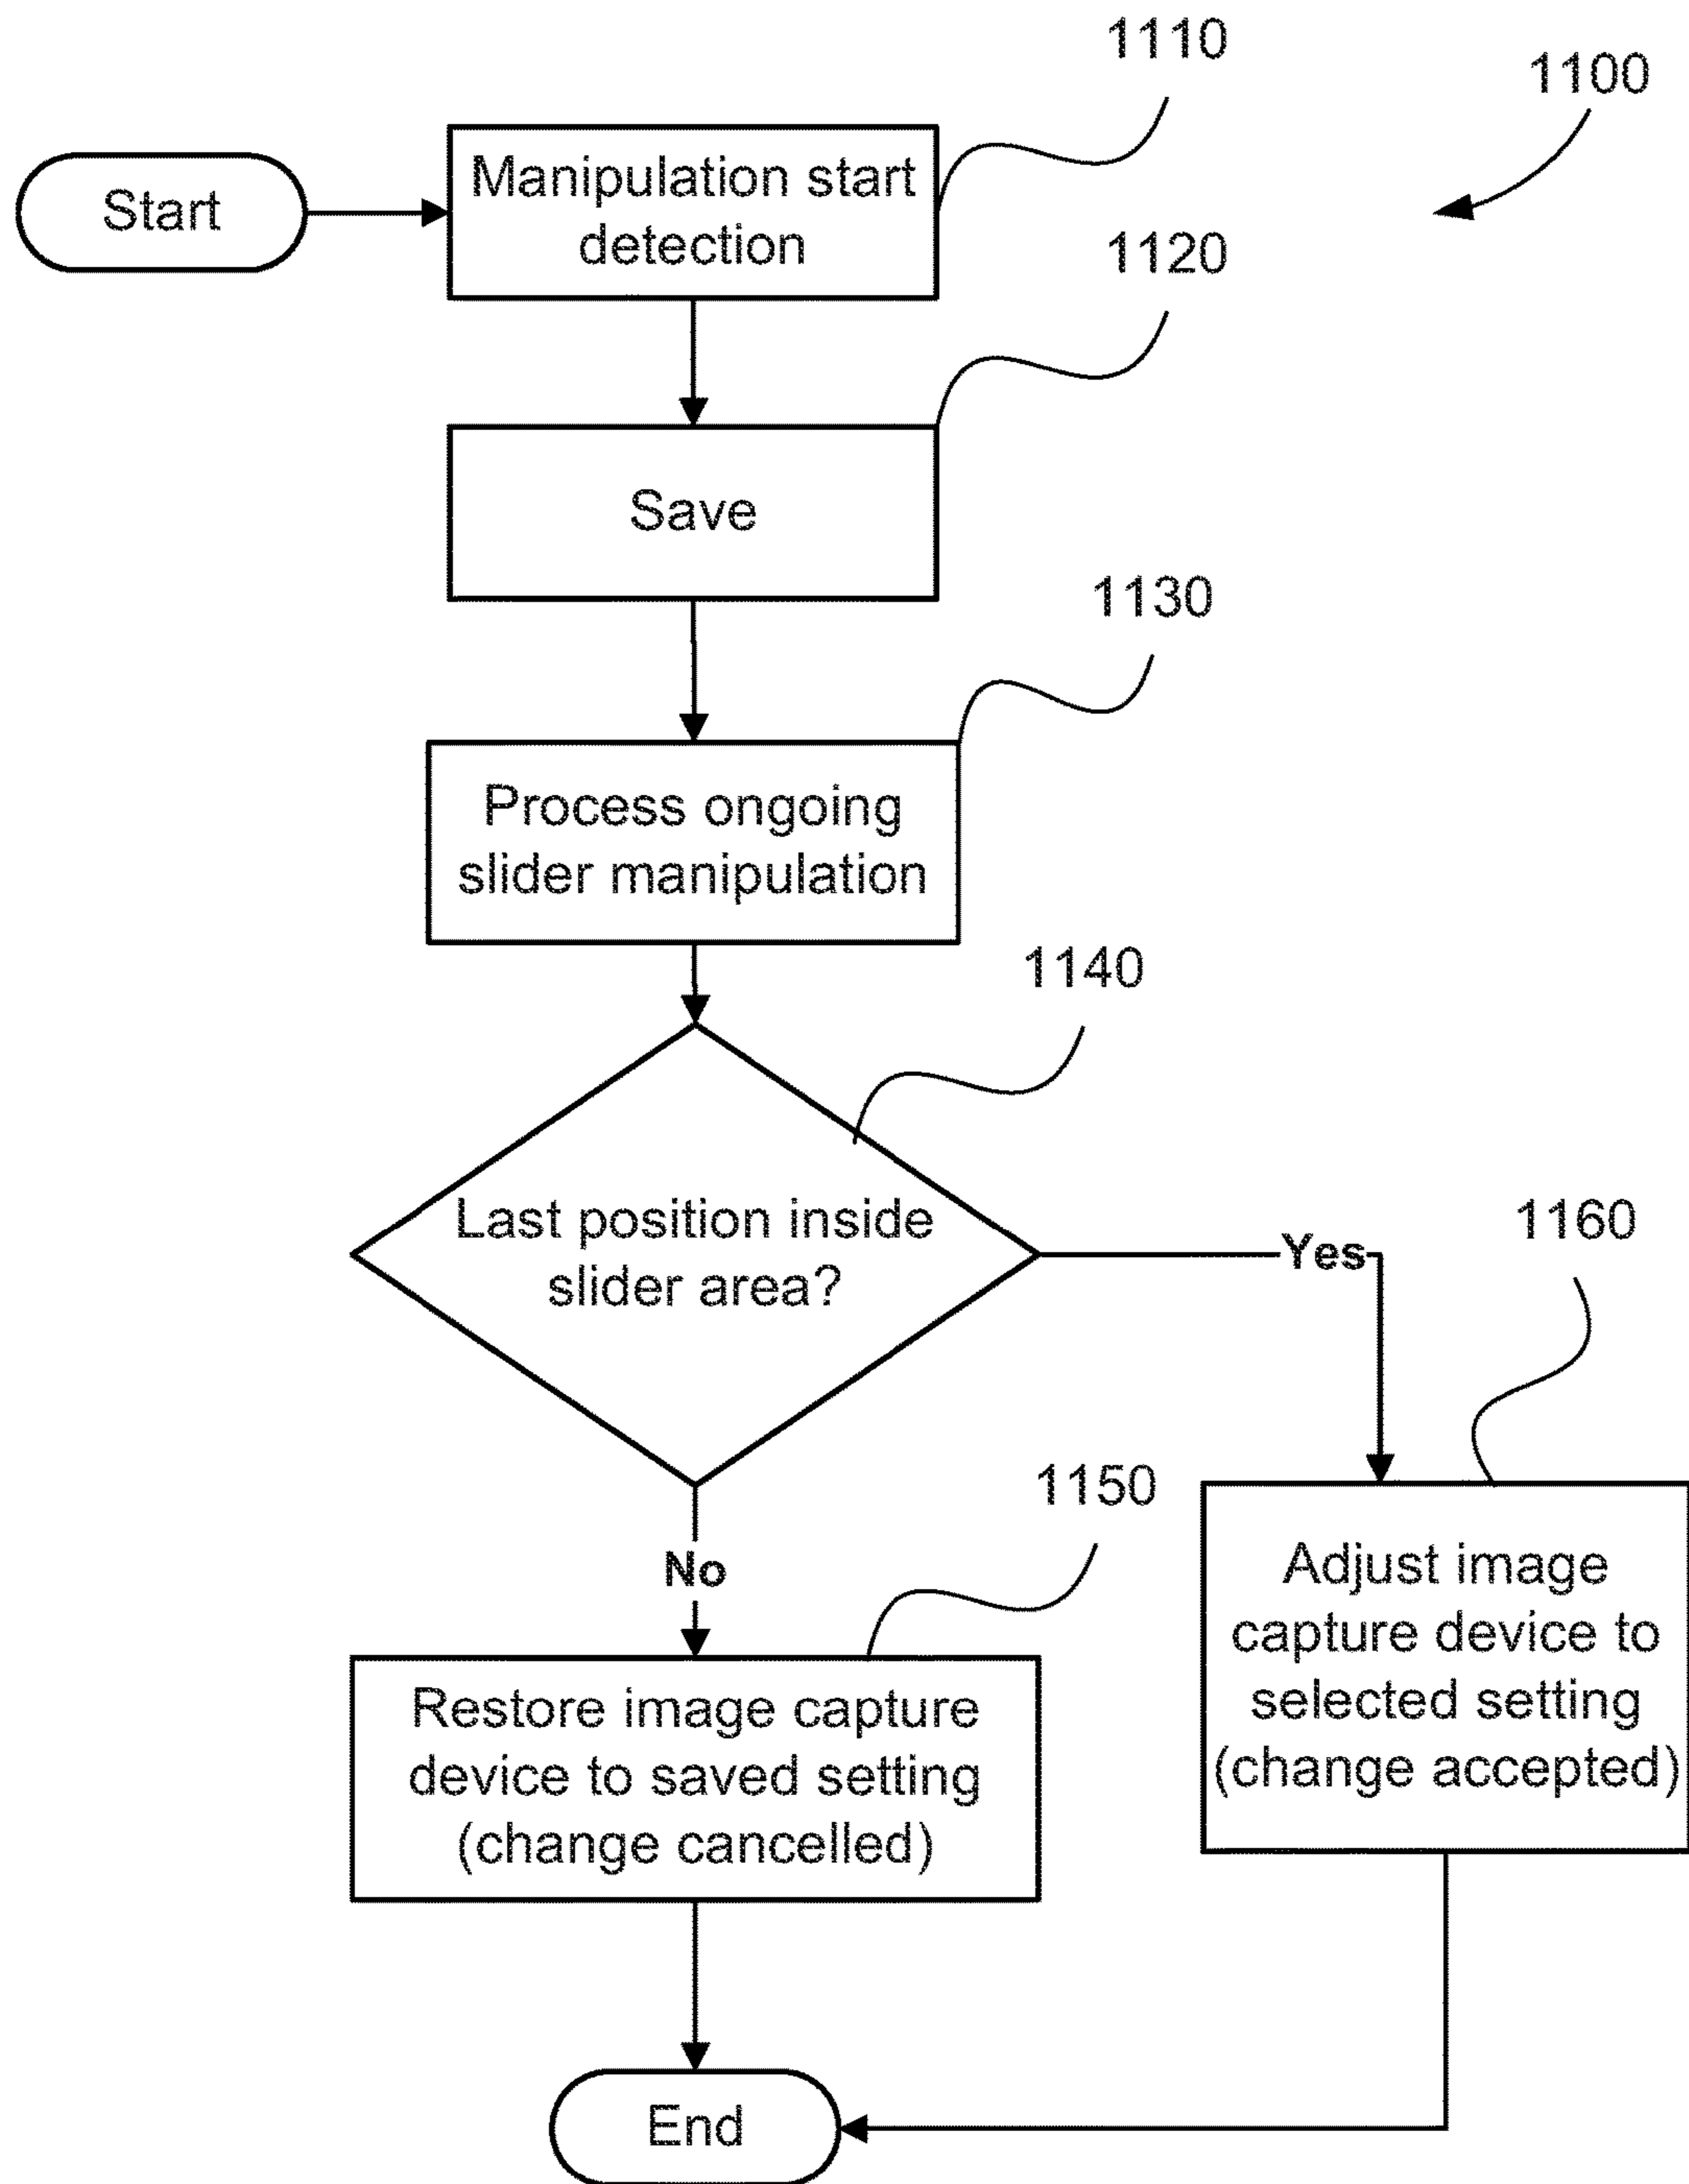 1110
1100
Start
Manipulation start
detection
1120
Save
1130
Process ongoing
slider manipulation
1140
Last position inside
slider area?
Yes
1160
No
1150
Restore image capture
device to saved setting
(change cancelled)
Adjust image
capture device to
selected setting
(change accepted)
End